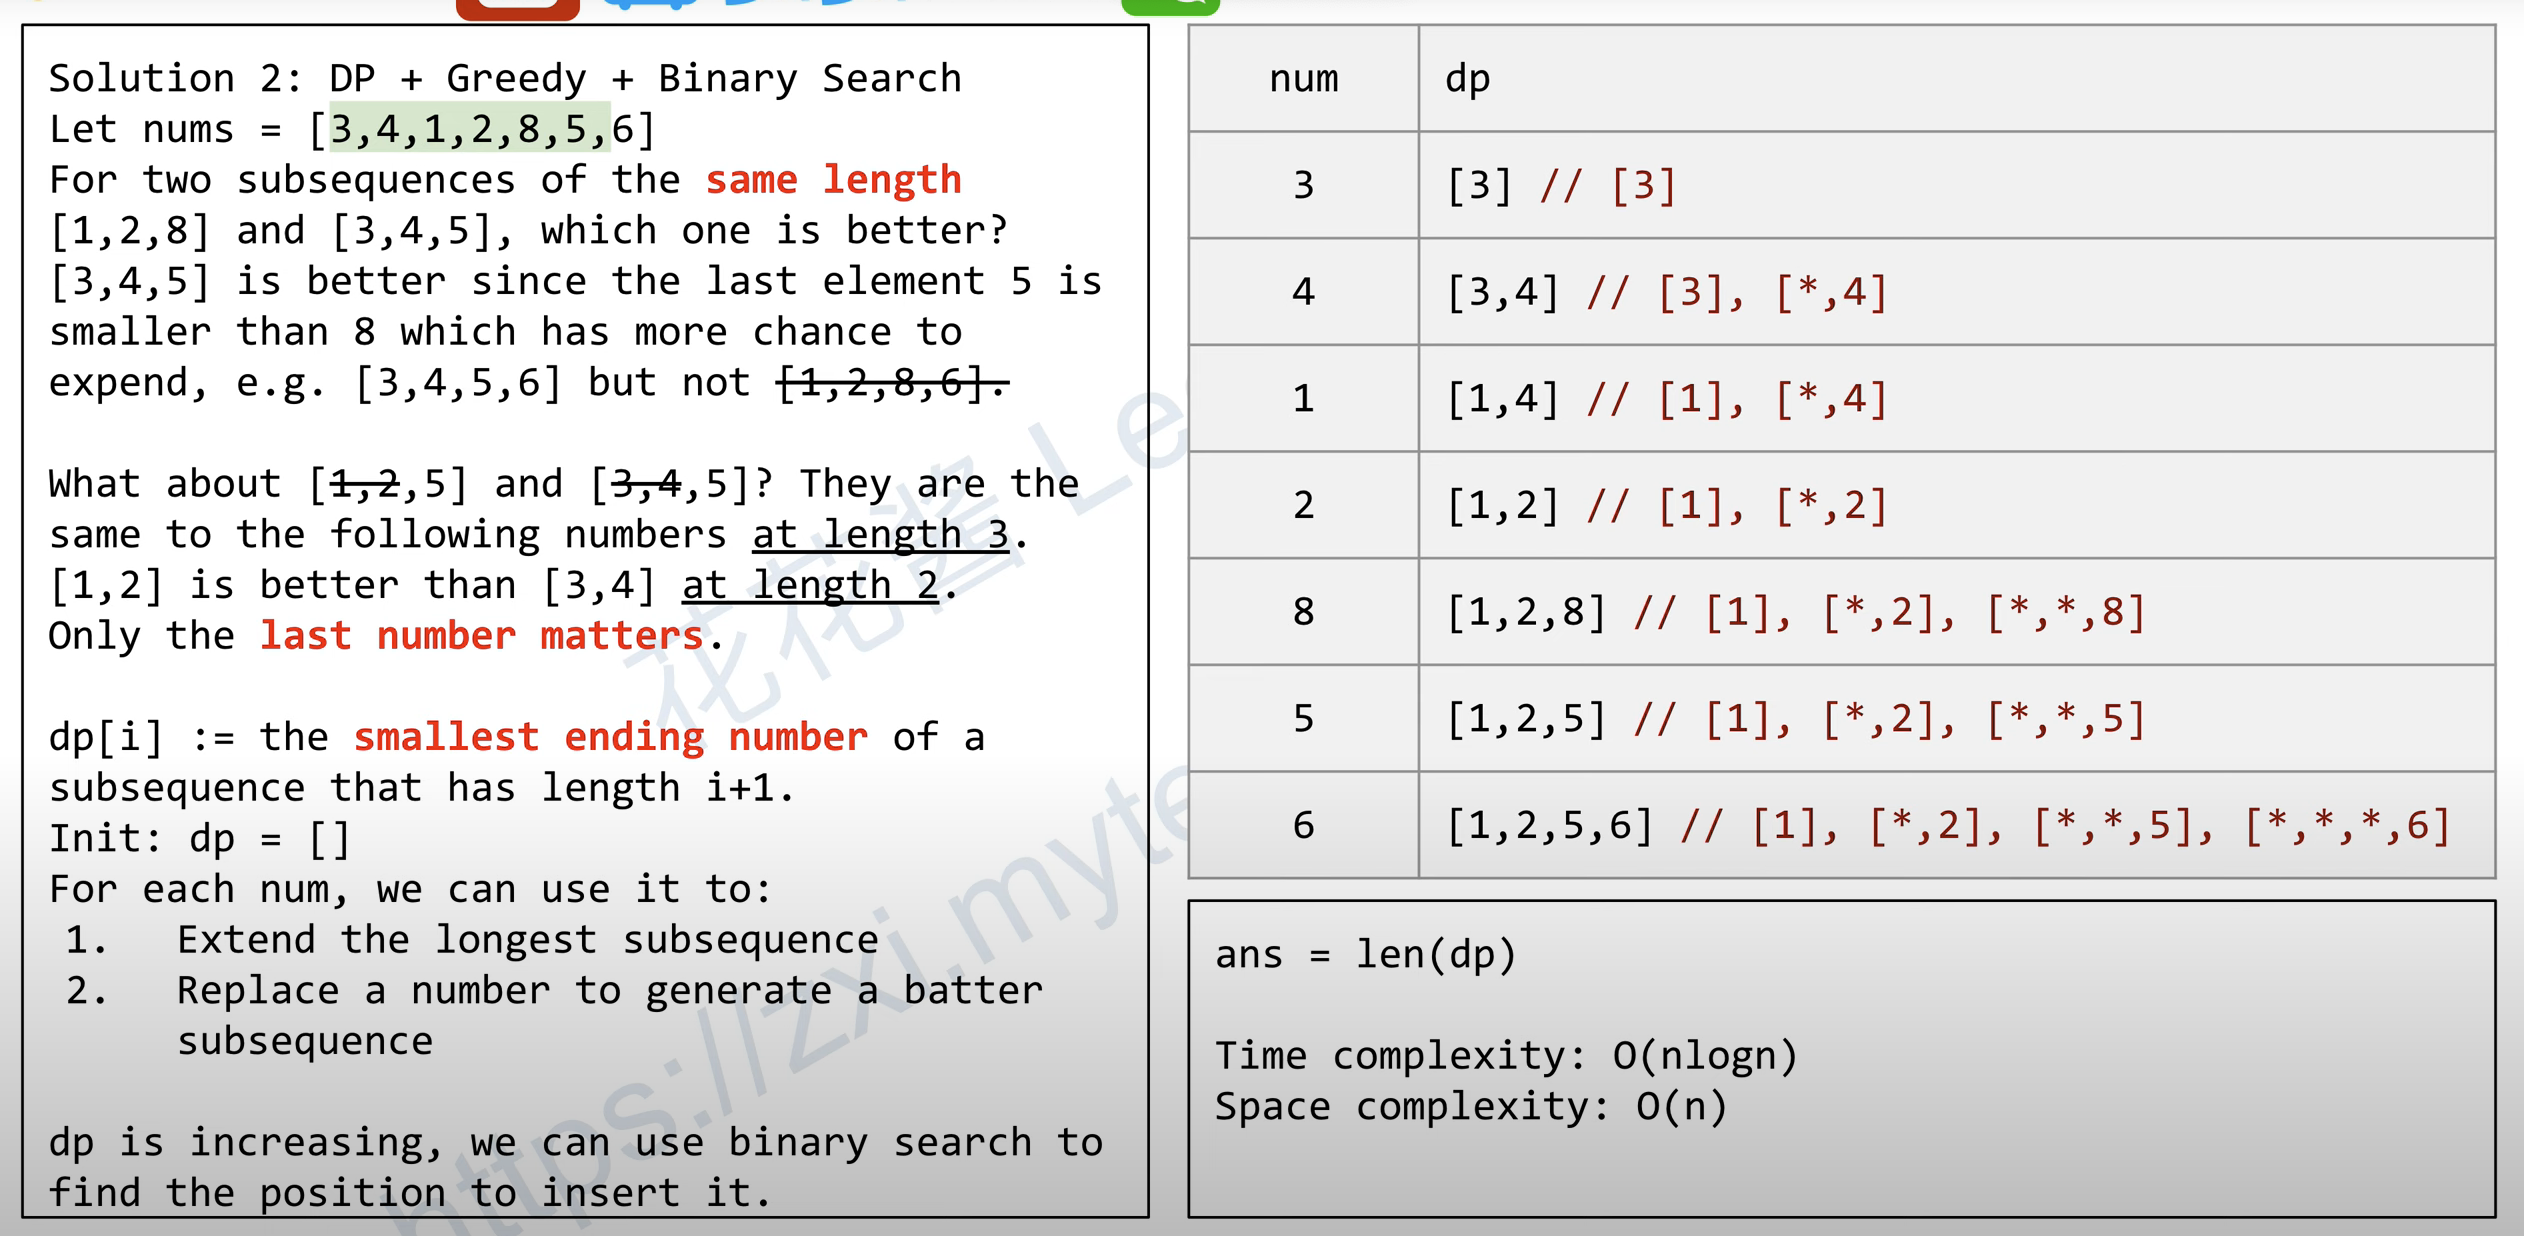 Solution 2: DP + Greedy + Binary Search
Let nums = [3,4,1,2,8,5,6]
For two subsequences of the same length
[1,2,8] and [3,4,5], which one is better?
[3,4,5] is better since the last element 5 is
smaller than 8 which has more chance to
expend, e.g. [3,4,5,6] but not [1,2,8,6].
What about [1,2,5] and [3,4,5]? They are the
same to the following numbers at length 3.
[1,2] is better than [3,4] at length 2.
Only the last number matters.
dp[i] := the smallest ending number of a
subsequence that has length i+1.
Init: dp = []
For each num, we can use it to:
1. Extend the longest subsequence
2. Replace a number to generate a batter
subsequence
dp is increasing, we can use binary search to
find the position to insert it.
num dp
3 [3] // [3]
4 [3,4] // [3], [*,4]
1 [1,4] // [1], [*,4]
2 [1,2] // [1], [*,2]
8 [1,2,8] // [1], [*,2], [*,*,8]
5 [1,2,5] // [1], [*,2], [*,*,5]
6 [1,2,5,6] // [1], [*,2], [*,*,5], [*,*,*,6]
ans = len(dp)
Time complexity: O(nlogn)
Space complexity: O(n)
花花酱 Le
https://zxi.myte